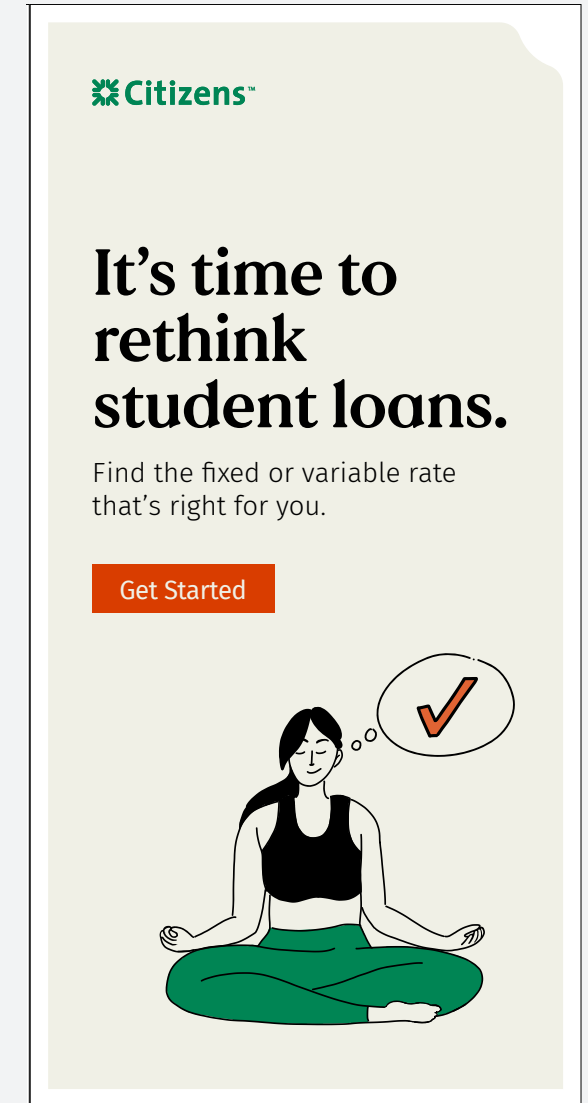 Citizens™
It’s time to
rethink
student loans.
Find the fixed or variable rate
that’s right for you.
Get Started